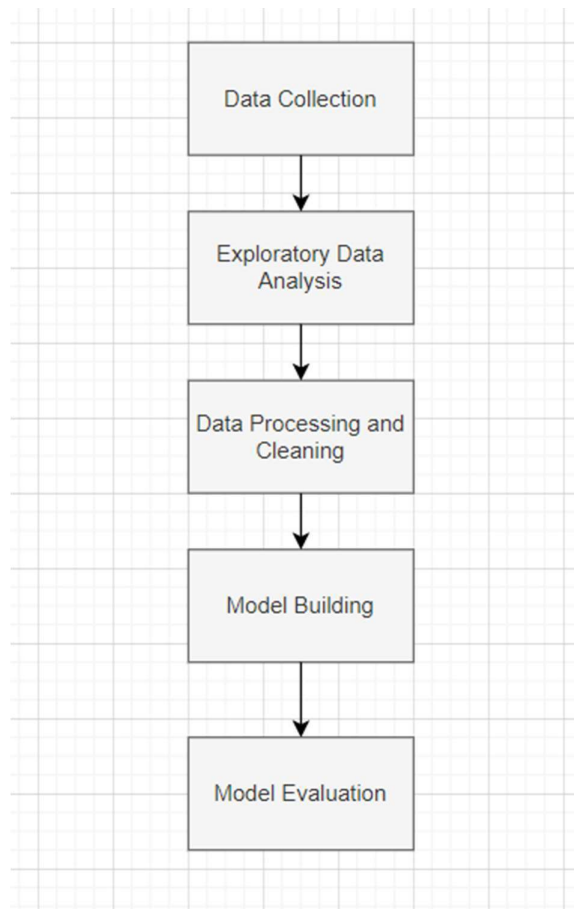 Data Collection
Exploratory Data
Analysis
Data Processing and
Cleaning
Model Building
Model Evaluation